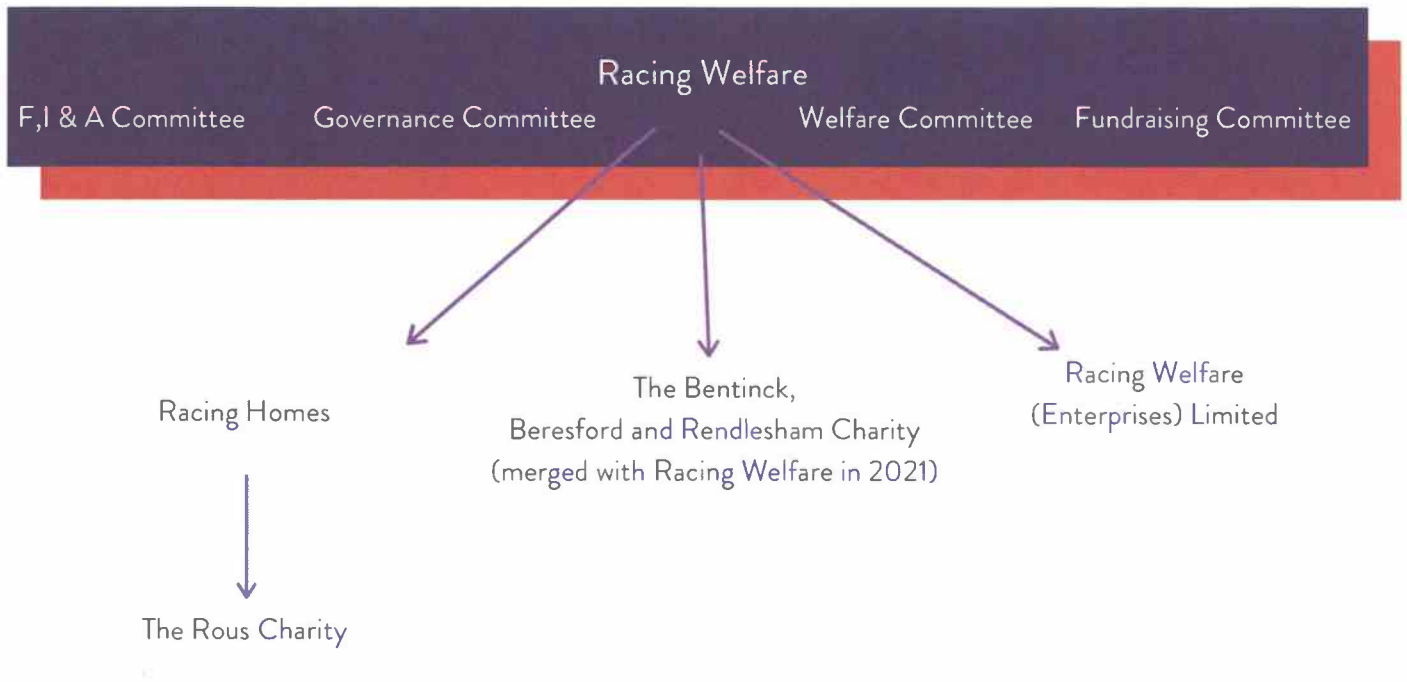 Racing Welfare
F,I & A Committee Governance Committee Welfare Committee Fundraising Committee
Racing Homes
The Bentinck,
Beresford and Rendlesham Charity
(merged with Racing Welfare in 2021)
Racing Welfare
(Enterprises) Limited
The Rous Charity